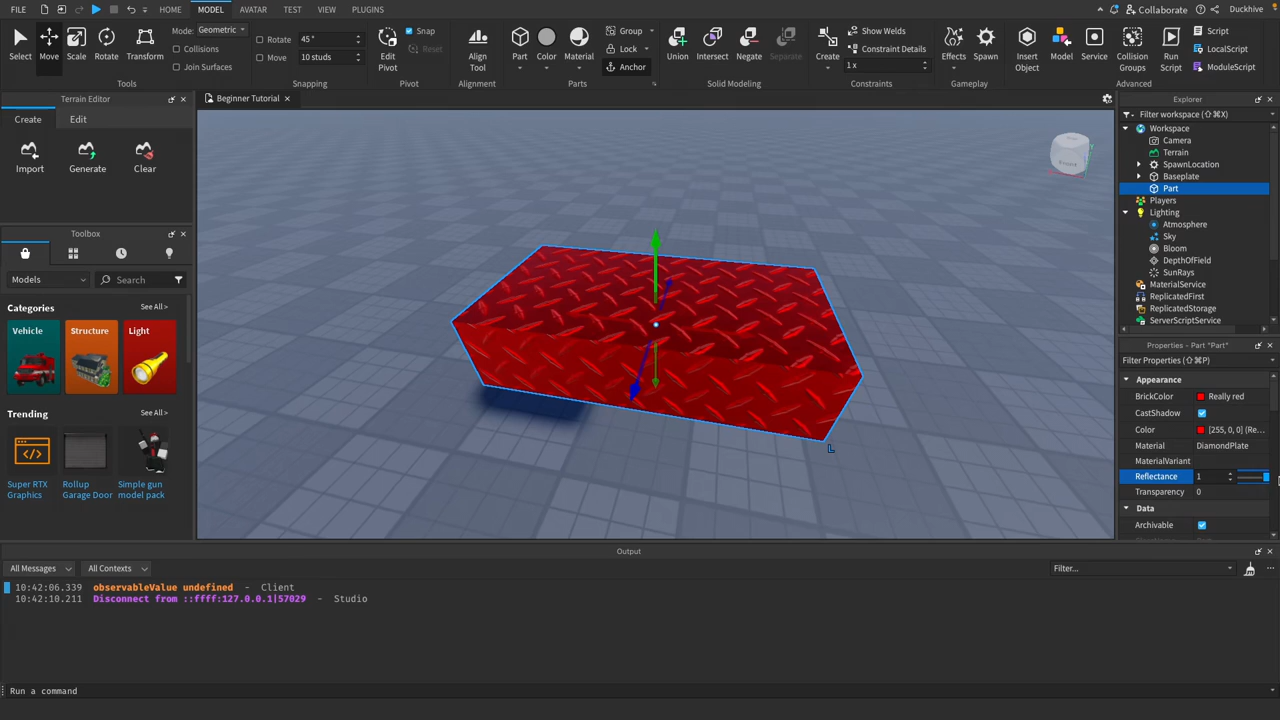 FILE HOME MODEL AVATAR TEST VIEW PLUGINS Collaborate Duckhive
Select Move Scale Rotate Transform
Mode: Geometric
Collisions
Join Surfaces
Tools
Rotate 45 °
Move 10 studs
Snapping
Edit
Pivot
Snap
Reset
Pivot
Align
Tool
Alignment
Part Color Material
Group
Lock
Anchor
Parts
Union Intersect Negate Separate
Solid Modeling
Create
Show Welds
Constraint Details
1 x
Constraints
Effects Spawn
Gameplay
Insert
Object
Model Service
Collision
Groups
Run
Script
Script
LocalScript
ModuleScript
Advanced
Terrain Editor
Create Edit
Import Generate Clear
Toolbox
Models
Search
Categories See All >
Vehicle Structure Light
Trending See All >
Super RTX
Graphics
Rollup
Garage Door
Simple gun
model pack
Beginner Tutorial
Front
L
Explorer
Filter workspace (⇧⌘X)
Workspace
Camera
Terrain
SpawnLocation
Baseplate
Part
Players
Lighting
Atmosphere
Sky
Bloom
DepthOfField
SunRays
MaterialService
ReplicatedFirst
ReplicatedStorage
ServerScriptService
Properties - Part "Part"
Filter Properties (⇧⌘P)
Appearance
BrickColor Really red
CastShadow
Color [255, 0, 0] (Re...
Material DiamondPlate
MaterialVariant
Reflectance 1
Transparency 0
Data
Archivable
Output
All Messages All Contexts Filter...
10:42:06.339 observableValue undefined - Client
10:42:10.211 Disconnect from ::ffff:127.0.0.1|57029 - Studio
Run a command